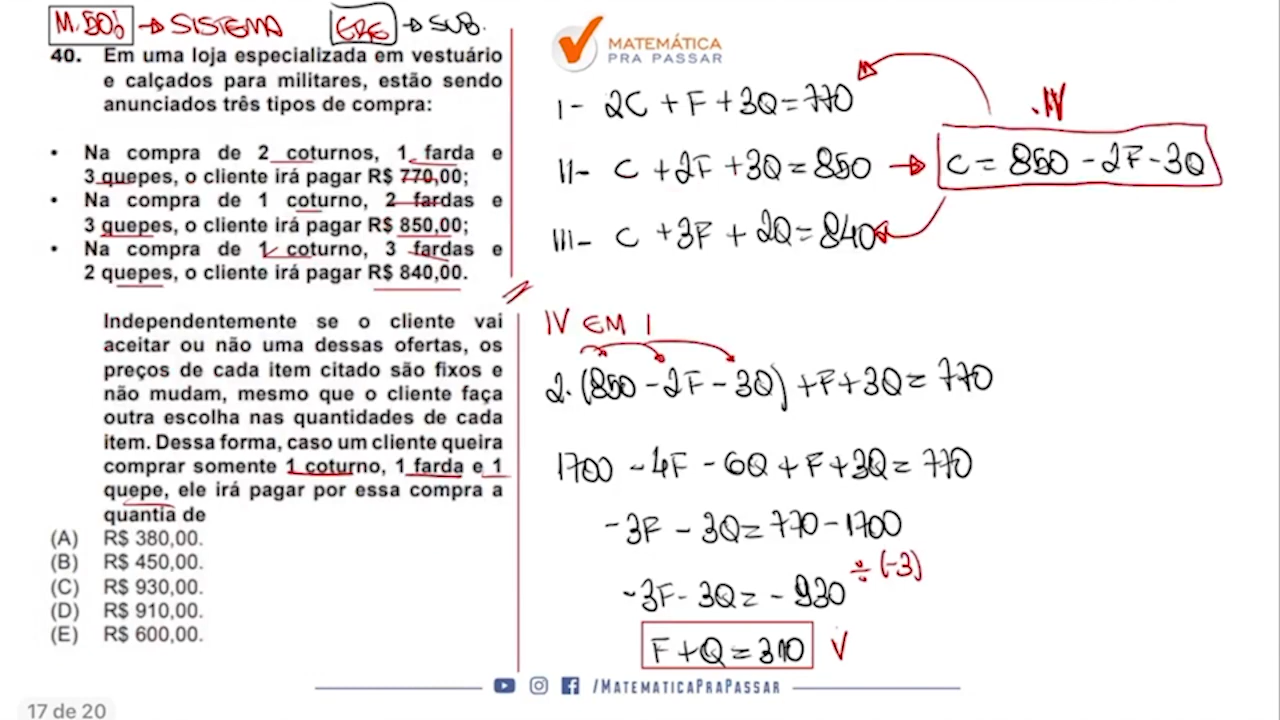 M.50! → SISTEMA ERE → SUB.
40. Em uma loja especializada em vestuário
e calçados para militares, estão sendo
anunciados três tipos de compra:
• Na compra de 2 coturnos, 1 farda e
3 quepes, o cliente irá pagar R$ 770,00;
• Na compra de 1 coturno, 2 fardas e
3 quepes, o cliente irá pagar R$ 850,00;
• Na compra de 1 coturno, 3 fardas e
2 quepes, o cliente irá pagar R$ 840,00.
Independentemente se o cliente vai
aceitar ou não uma dessas ofertas, os
preços de cada item citado são fixos e
não mudam, mesmo que o cliente faça
outra escolha nas quantidades de cada
item. Dessa forma, caso um cliente queira
comprar somente 1 coturno, 1 farda e 1
quepe, ele irá pagar por essa compra a
quantia de
(A) R$ 380,00.
(B) R$ 450,00.
(C) R$ 930,00.
(D) R$ 910,00.
(E) R$ 600,00.
MATEMÁTICA
PRA PASSAR
I- 2C + F + 3Q = 770
.IV
II- C + 2F + 3Q = 850 → C = 850 - 2F - 3Q
III- C + 3F + 2Q = 840
IV EM I
2.(850 - 2F - 3Q) + F + 3Q = 770
1700 - 4F - 6Q + F + 3Q = 770
-3F - 3Q = 770 - 1700
-3F - 3Q = - 930 ÷ (-3)
F + Q = 310 V
/MATEMATICAPRAPASSAR
17 de 20